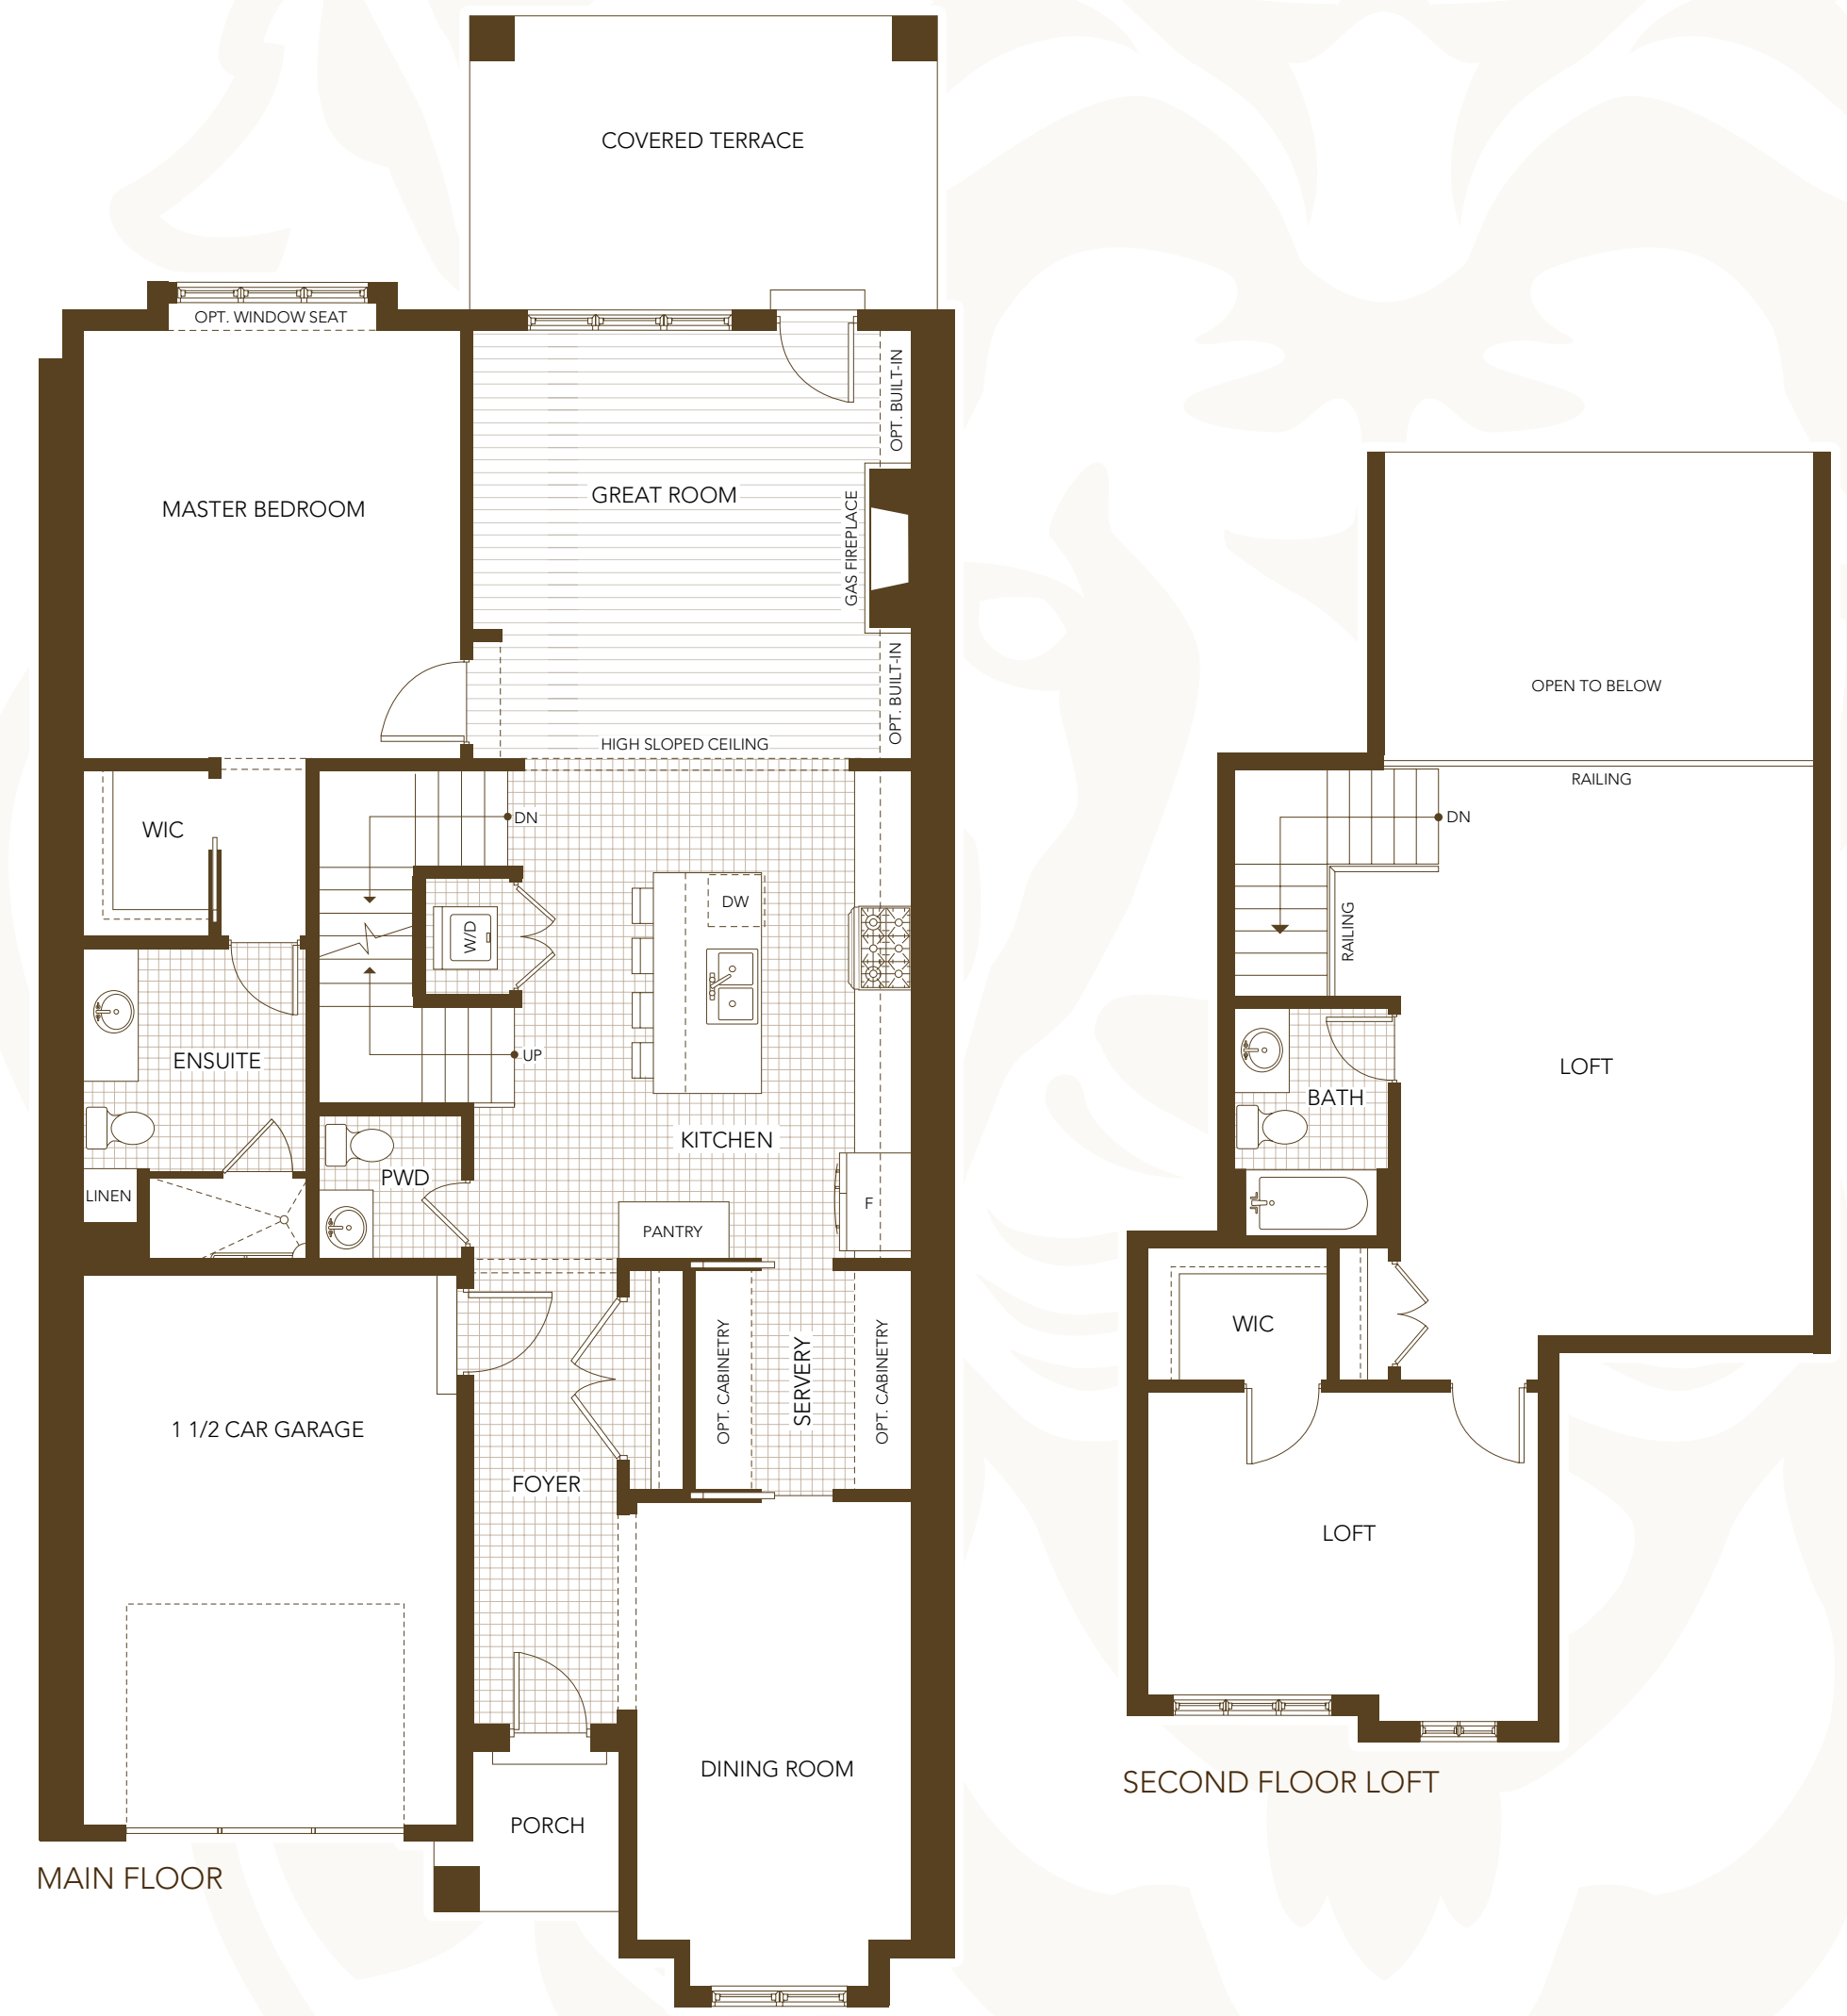 COVERED TERRACE
OPT. WINDOW SEAT
OPT. BUILT-IN
MASTER BEDROOM
GREAT ROOM
GAS FIREPLACE
OPT. BUILT-IN
HIGH SLOPED CEILING
WIC
DN
DW
W/D
UP
ENSUITE
KITCHEN
PWD
LINEN
F
PANTRY
OPT. CABINETRY
SERVERY
OPT. CABINETRY
1 1/2 CAR GARAGE
FOYER
DINING ROOM
PORCH
MAIN FLOOR
OPEN TO BELOW
RAILING
DN
RAILING
LOFT
BATH
WIC
LOFT
SECOND FLOOR LOFT